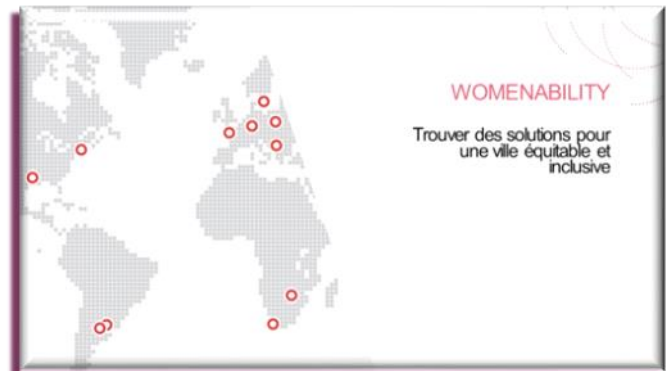 WOMENABILITY
Trouver des solutions pour
une ville équitable et
inclusive